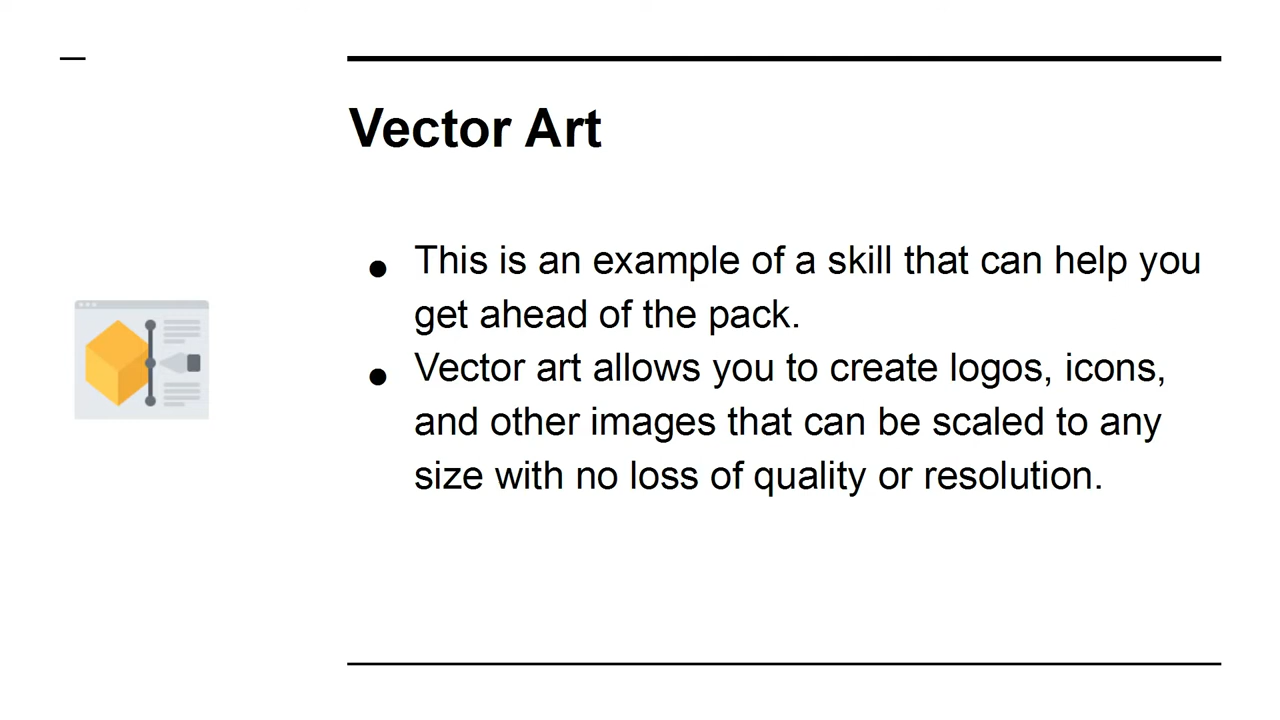 Vector Art
● This is an example of a skill that can help you
get ahead of the pack.
● Vector art allows you to create logos, icons,
and other images that can be scaled to any
size with no loss of quality or resolution.